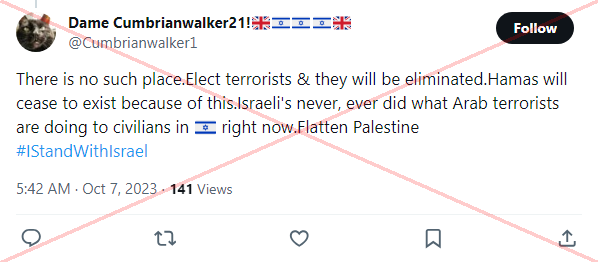 Dame Cumbrianwalker21!🇬🇧🇮🇱🇮🇱🇮🇱🇬🇧
@Cumbrianwalker1
Follow
There is no such place.Elect terrorists & they will be eliminated.Hamas will
cease to exist because of this.Israeli's never, ever did what Arab terrorists
are doing to civilians in 🇮🇱 right now.Flatten Palestine
#IStandWithIsrael
5:42 AM · Oct 7, 2023 · 141 Views